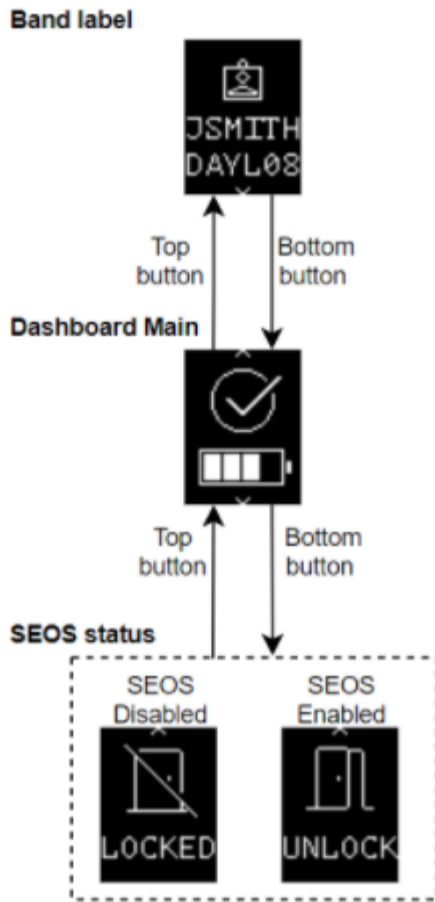 Band label
JSMITH
DAYL08
Top
button
Bottom
button
Dashboard Main
Top
button
Bottom
button
SEOS status
SEOS
Disabled
SEOS
Enabled
LOCKED
UNLOCK